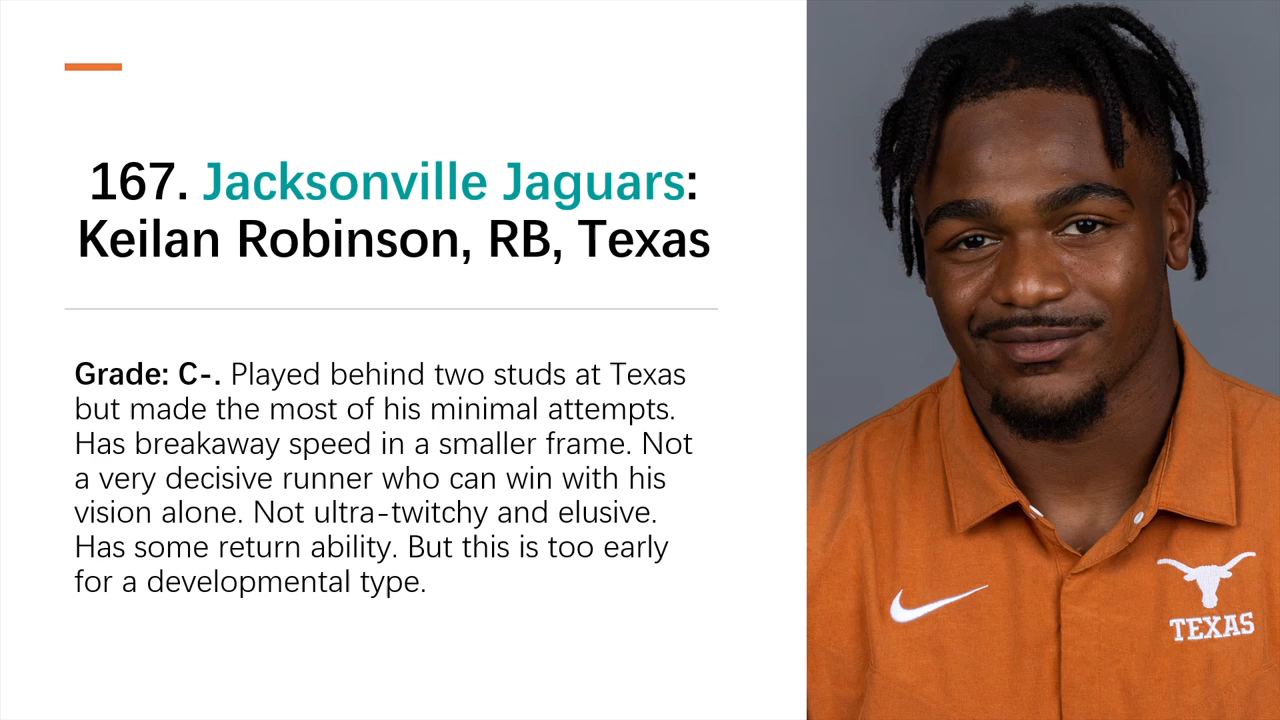 167. Jacksonville Jaguars:
Keilan Robinson, RB, Texas
Grade: C-. Played behind two studs at Texas
but made the most of his minimal attempts.
Has breakaway speed in a smaller frame. Not
a very decisive runner who can win with his
vision alone. Not ultra-twitchy and elusive.
Has some return ability. But this is too early
for a developmental type.
TEXAS